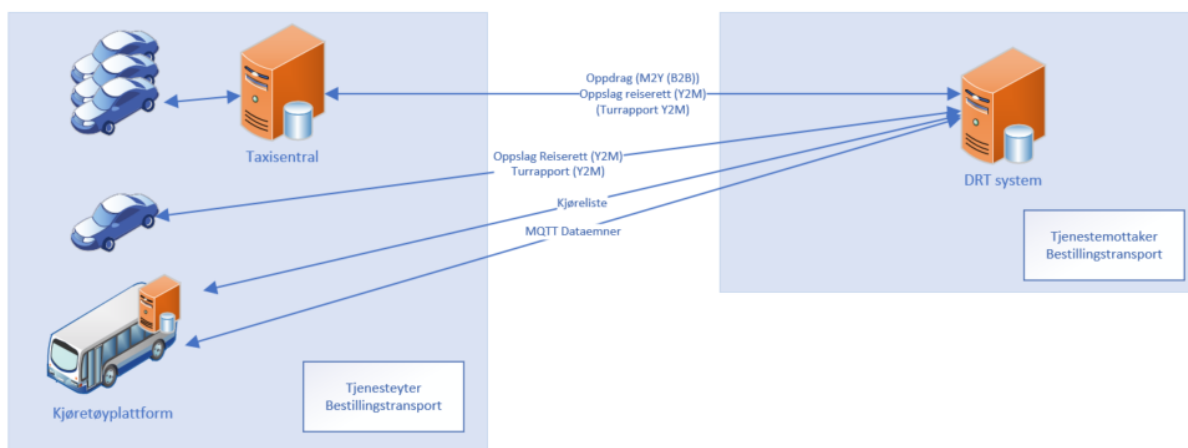 Oppdrag (M2Y (B2B))
Oppslag reiserett (Y2M)
(Turrapport Y2M)
Taxisentral
Oppslag Reiserett (Y2M)
Turrapport (Y2M)
DRT system
Kjøreliste
MQTT Dataemner
Tjenestemottaker
Bestillingstransport
Tjenesteyter
Bestillingstransport
Kjøretøyplattform